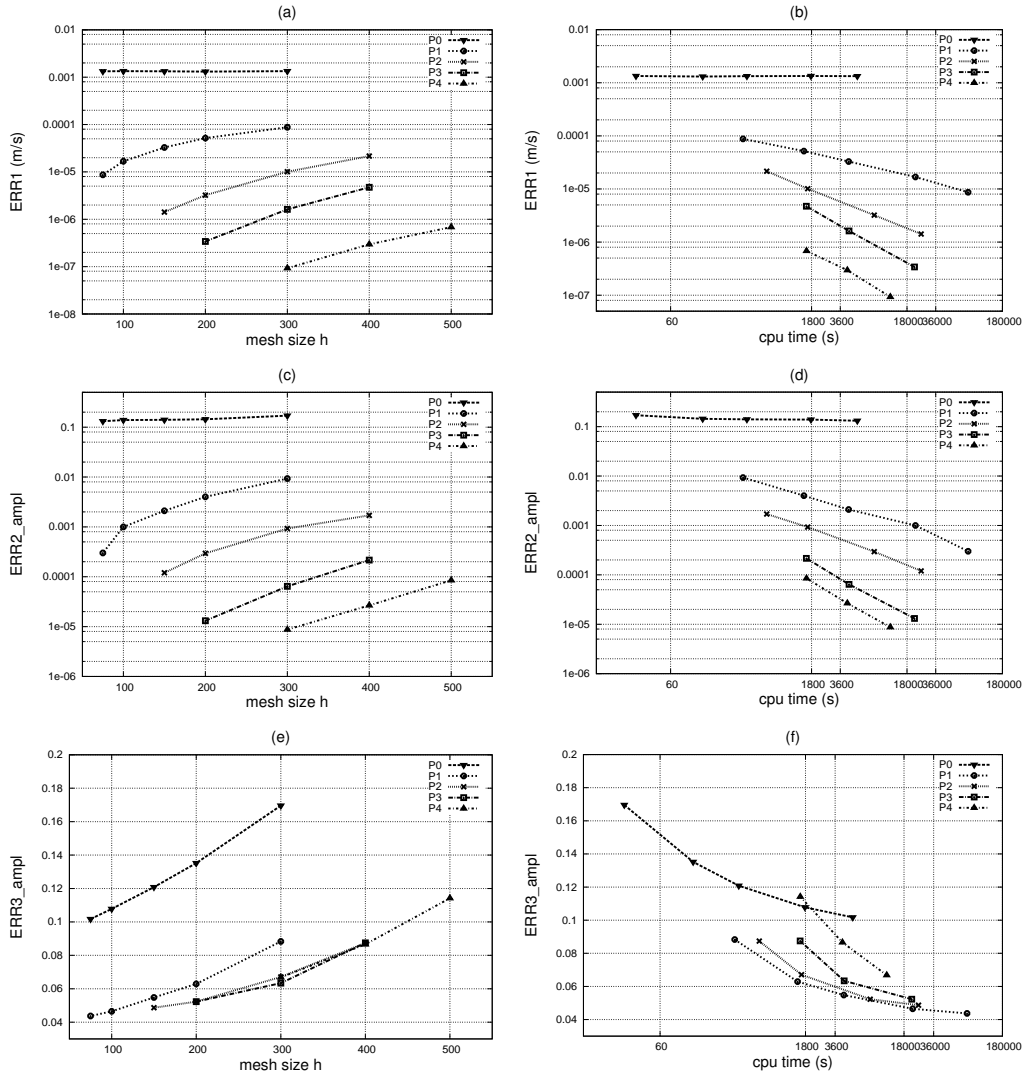 (a)
0.01
0.001
0.0001
1e-05
1e-06
1e-07
1e-08
ERR1 (m/s)
100 200 300 400 500
mesh size h
P0
P1
P2
P3
P4
(b)
0.01
0.001
0.0001
1e-05
1e-06
1e-07
ERR1 (m/s)
60 1800 3600 18000 36000 180000
cpu time (s)
P0
P1
P2
P3
P4
(c)
0.1
0.01
0.001
0.0001
1e-05
1e-06
ERR2_ampl
100 200 300 400 500
mesh size h
P0
P1
P2
P3
P4
(d)
0.1
0.01
0.001
0.0001
1e-05
1e-06
ERR2_ampl
60 1800 3600 18000 36000 180000
cpu time (s)
P0
P1
P2
P3
P4
(e)
0.2
0.18
0.16
0.14
0.12
0.1
0.08
0.06
0.04
ERR3_ampl
100 200 300 400 500
mesh size h
P0
P1
P2
P3
P4
(f)
0.2
0.18
0.16
0.14
0.12
0.1
0.08
0.06
0.04
ERR3_ampl
60 1800 3600 18000 36000 180000
cpu time (s)
P0
P1
P2
P3
P4